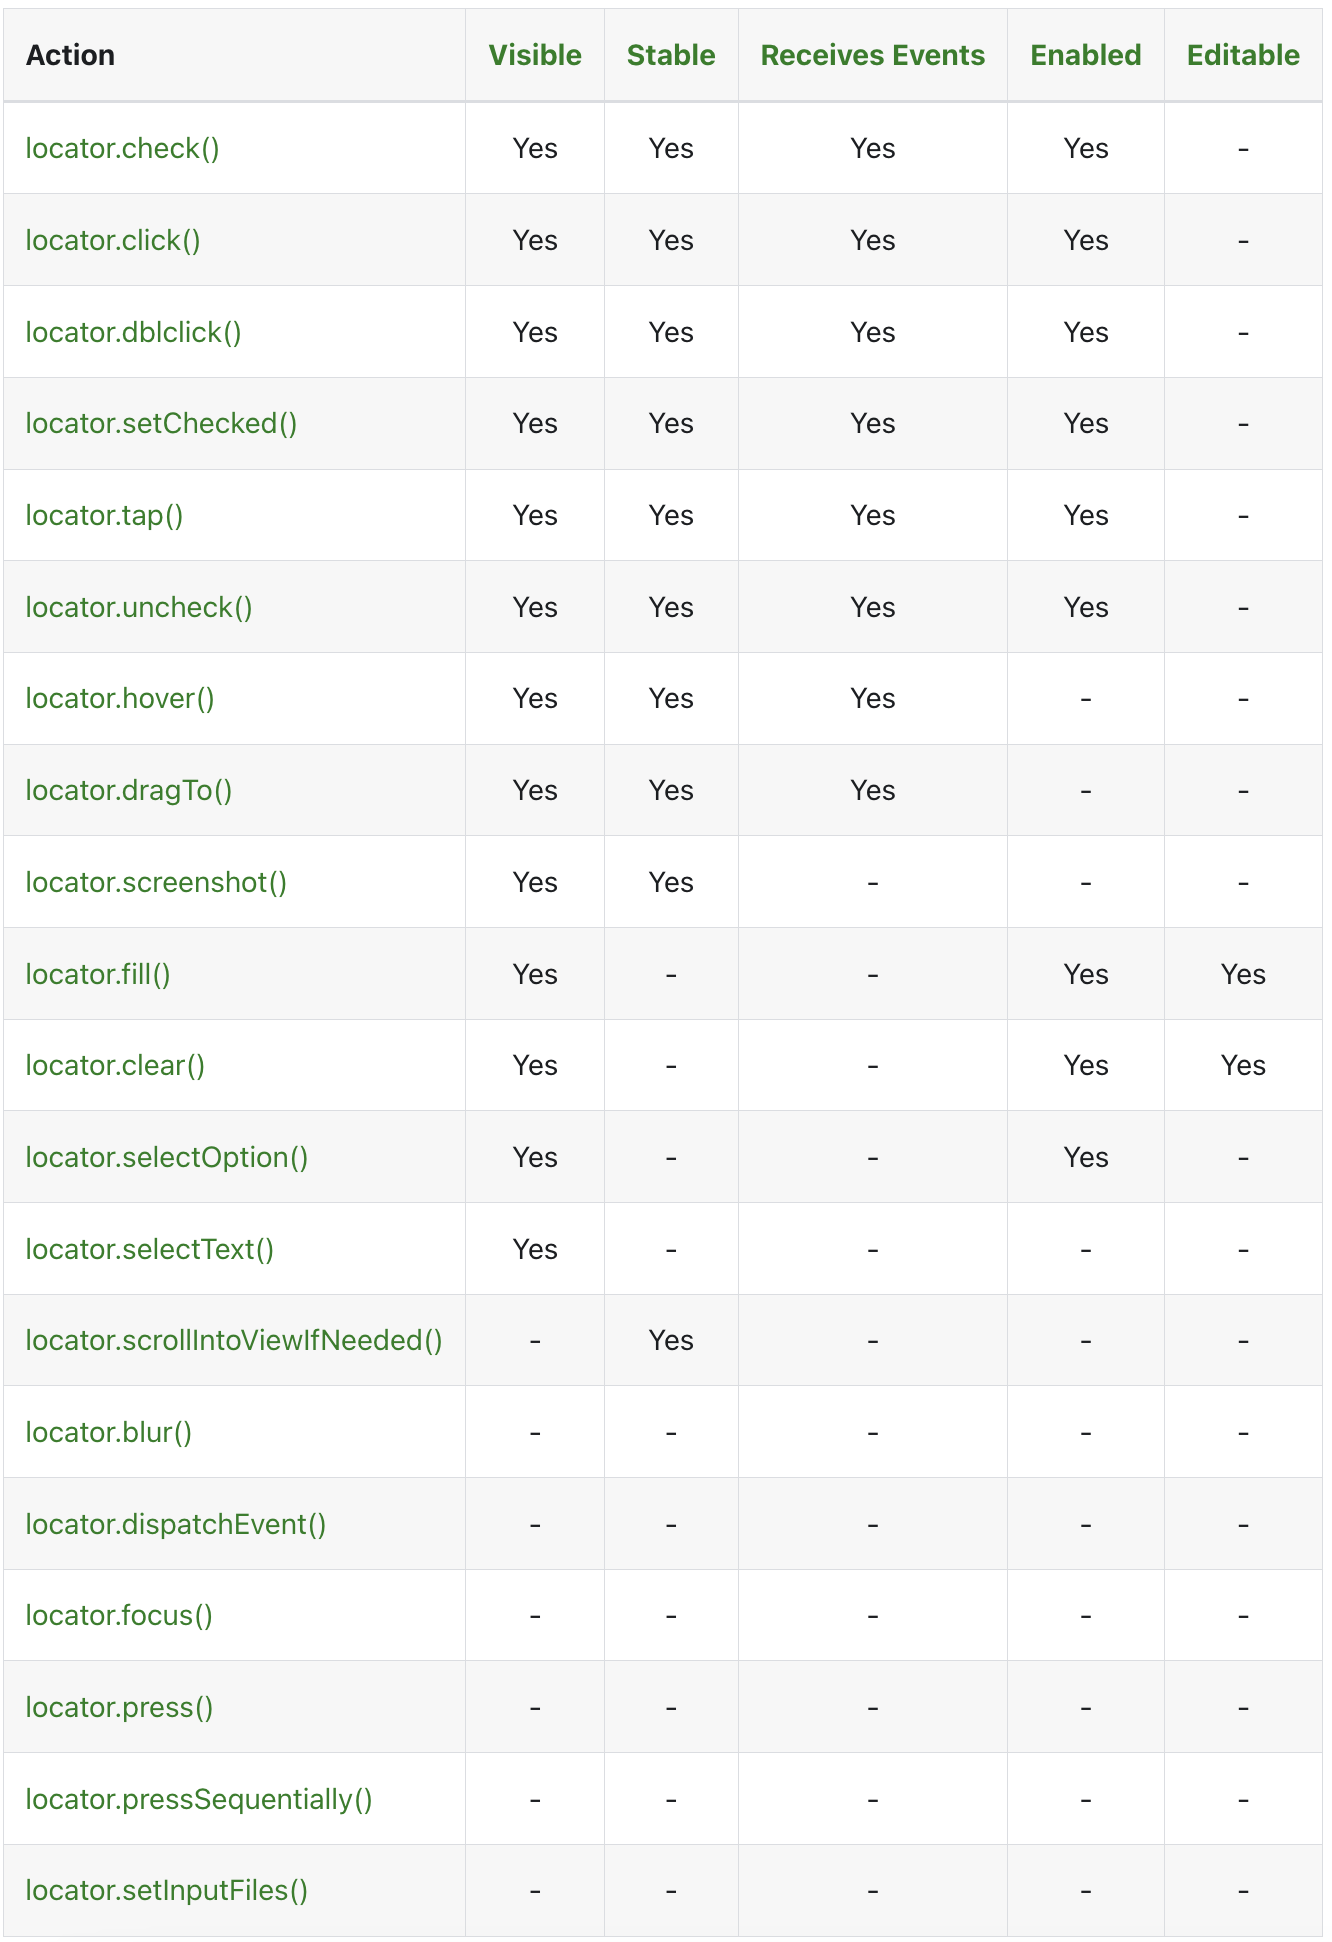 Action Visible Stable Receives Events Enabled Editable
locator.check() Yes Yes Yes Yes -
locator.click() Yes Yes Yes Yes -
locator.dblclick() Yes Yes Yes Yes -
locator.setChecked() Yes Yes Yes Yes -
locator.tap() Yes Yes Yes Yes -
locator.uncheck() Yes Yes Yes Yes -
locator.hover() Yes Yes Yes - -
locator.dragTo() Yes Yes Yes - -
locator.screenshot() Yes Yes - - -
locator.fill() Yes - - Yes Yes
locator.clear() Yes - - Yes Yes
locator.selectOption() Yes - - Yes -
locator.selectText() Yes - - - -
locator.scrollIntoViewIfNeeded() - Yes - - -
locator.blur() - - - - -
locator.dispatchEvent() - - - - -
locator.focus() - - - - -
locator.press() - - - - -
locator.pressSequentially() - - - - -
locator.setInputFiles() - - - - -